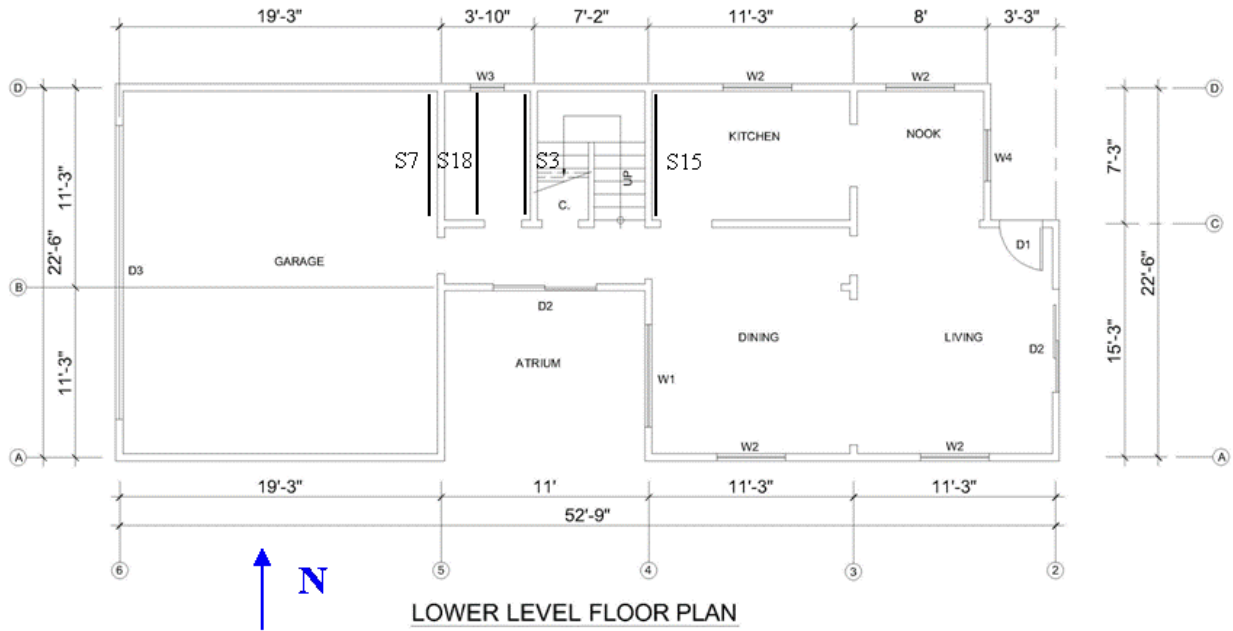 19'-3" 3'-10" 7'-2" 11'-3" 8' 3'-3"
W3 W2 W2
D D
KITCHEN NOOK
S7 S18 S3 S15 W4
UP
C.
11'-3" 7'-3"
C
22'-6" D1
GARAGE
D3
22'-6"
B
D2
DINING LIVING
D2
ATRIUM
W1
11'-3" 15'-3"
W2 W2
A A
19'-3" 11' 11'-3" 11'-3"
52'-9"
6 5 4 3 2
N
LOWER LEVEL FLOOR PLAN